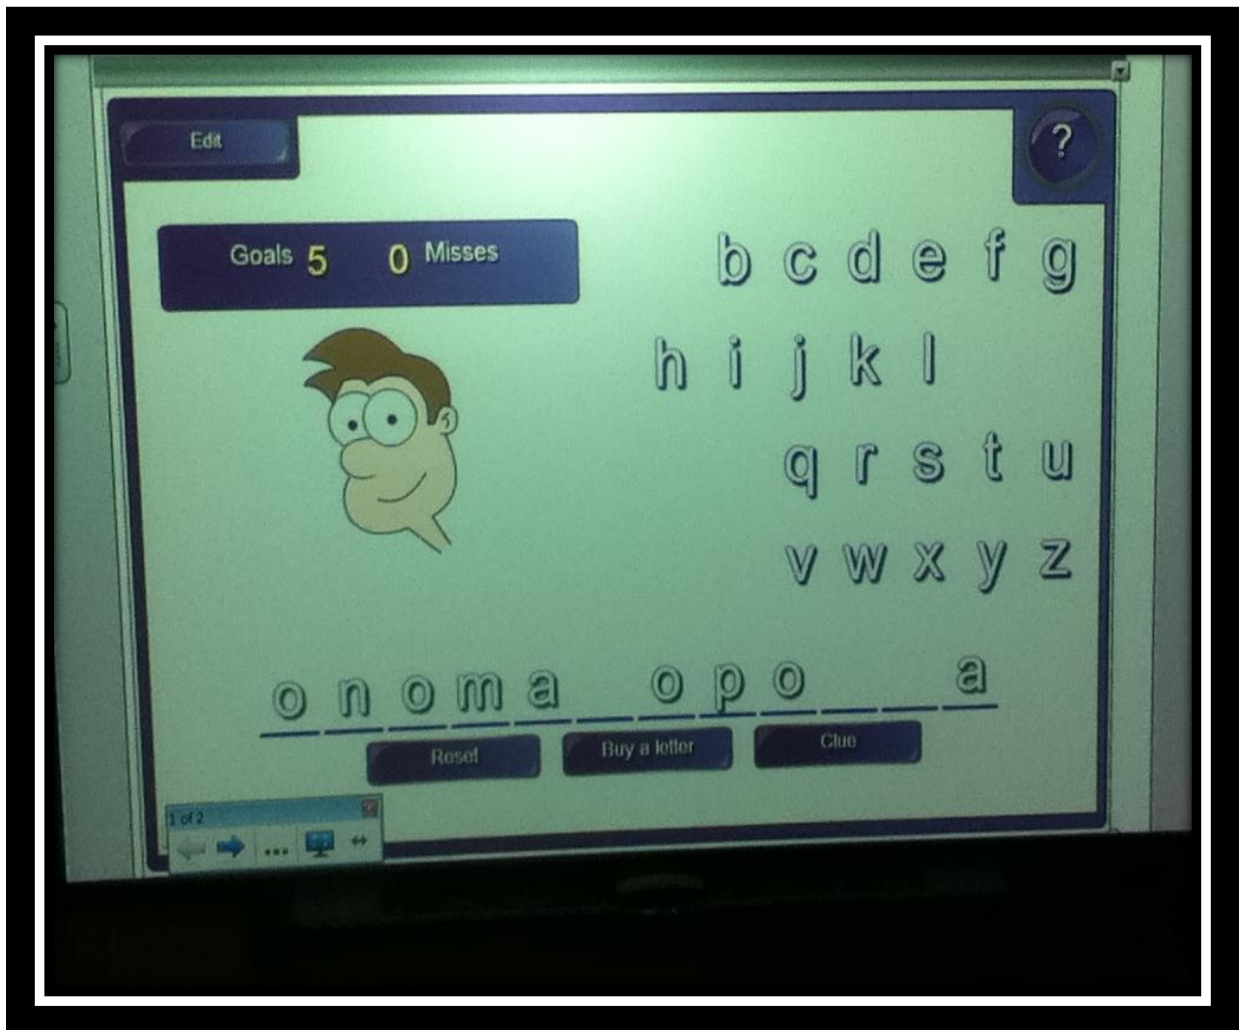 Edit
?
Goals 5 0 Misses
b c d e f g
h i j k l
q r s t u
v w x y z
o n o m a _ o p o _ _ a
Reset Buy a letter Clue
1 of 2
...